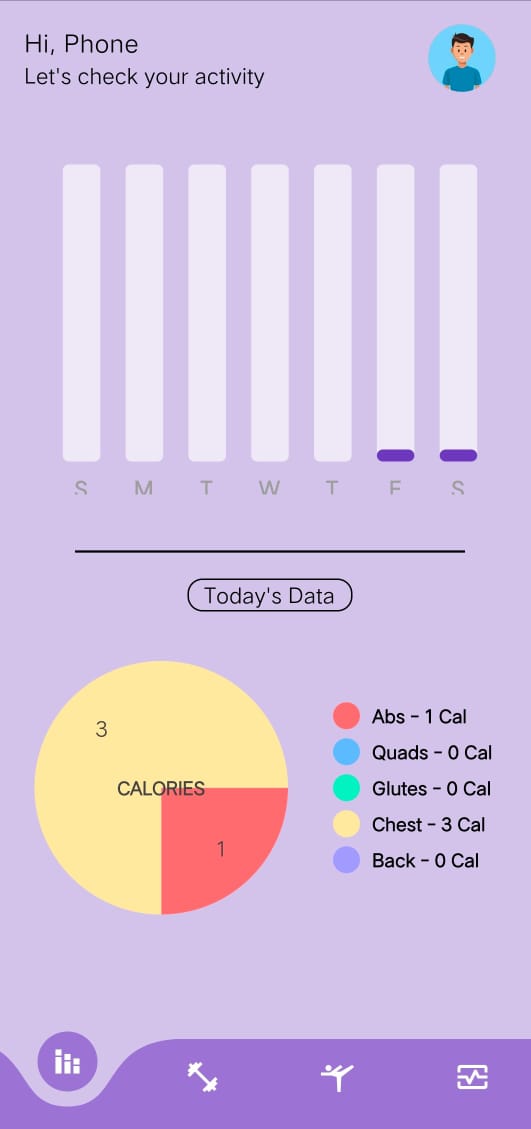 Hi, Phone
Let's check your activity
S M T W T F S
Today's Data
3
CALORIES
1
Abs - 1 Cal
Quads - 0 Cal
Glutes - 0 Cal
Chest - 3 Cal
Back - 0 Cal